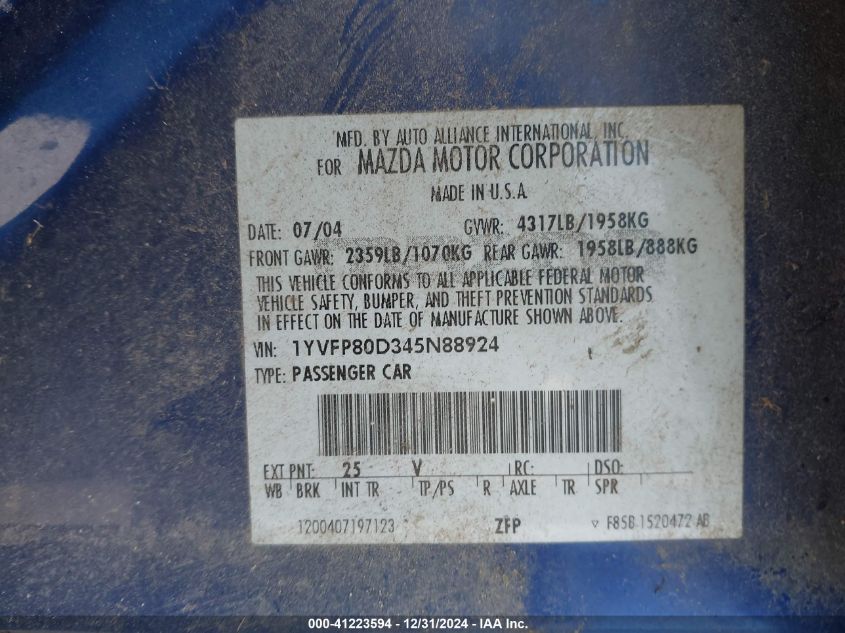 MFD. BY AUTO ALLIANCE INTERNATIONAL, INC.
FOR MAZDA MOTOR CORPORATION
MADE IN U.S.A
DATE: 07/04 GVWR: 4317LB/1958KG
FRONT GAWR: 2359LB/1070KG REAR GAWR: 1958LB/888KG
THIS VEHICLE CONFORMS TO ALL APPLICABLE FEDERAL MOTOR
VEHICLE SAFETY, BUMPER, AND THEFT PREVENTION STANDARDS
IN EFFECT ON THE DATE OF MANUFACTURE SHOWN ABOVE.
VIN: 1YVFP80D345N88924
TYPE: PASSENGER CAR
EXT PNT: 25 V RC: DSO:
WB BRK INT TR TP/PS R AXLE TR SPR
1200407197123 ZFP F85B 1520472 AB
000-41223594 - 12/31/2024 - IAA Inc.